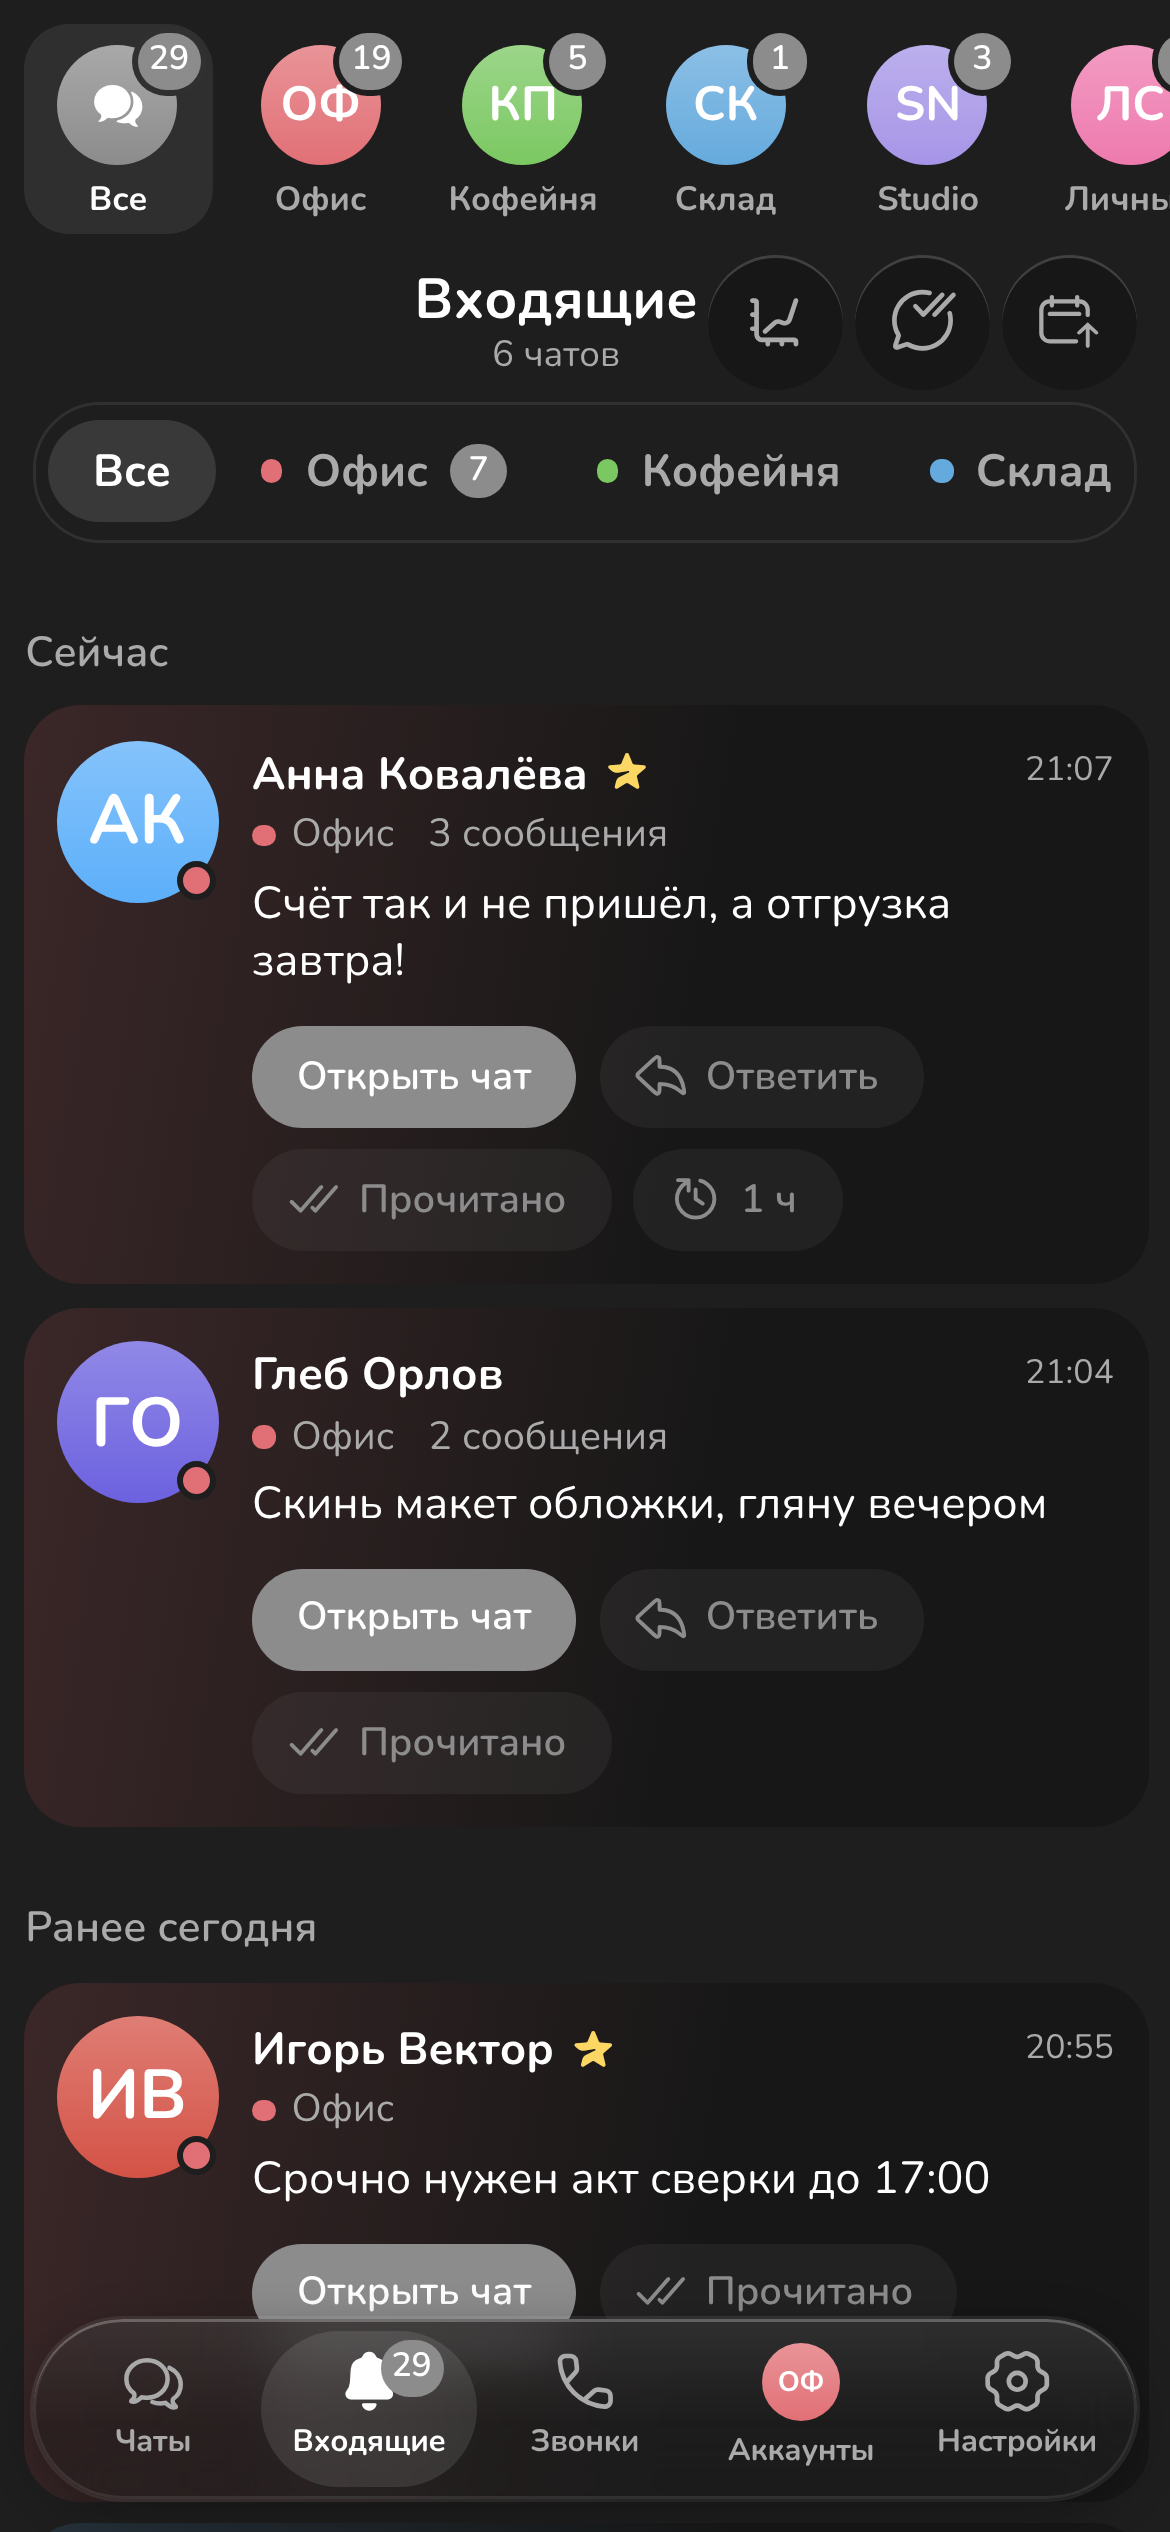 29
19
5
1
3
ОФ
КП
СК
SN
ЛС
Все
Офис
Кофейня
Склад
Studio
Личны
Входящие
6 чатов
Все
Офис 7
Кофейня
Склад
Сейчас
АК
Анна Ковалёва
21:07
Офис 3 сообщения
Счёт так и не пришёл, а отгрузка
завтра!
Открыть чат
Ответить
Прочитано
1 ч
ГО
Глеб Орлов
21:04
Офис 2 сообщения
Скинь макет обложки, гляну вечером
Открыть чат
Ответить
Прочитано
Ранее сегодня
ИВ
Игорь Вектор
20:55
Офис
Срочно нужен акт сверки до 17:00
Открыть чат
Прочитано
29
ОФ
Чаты
Входящие
Звонки
Аккаунты
Настройки